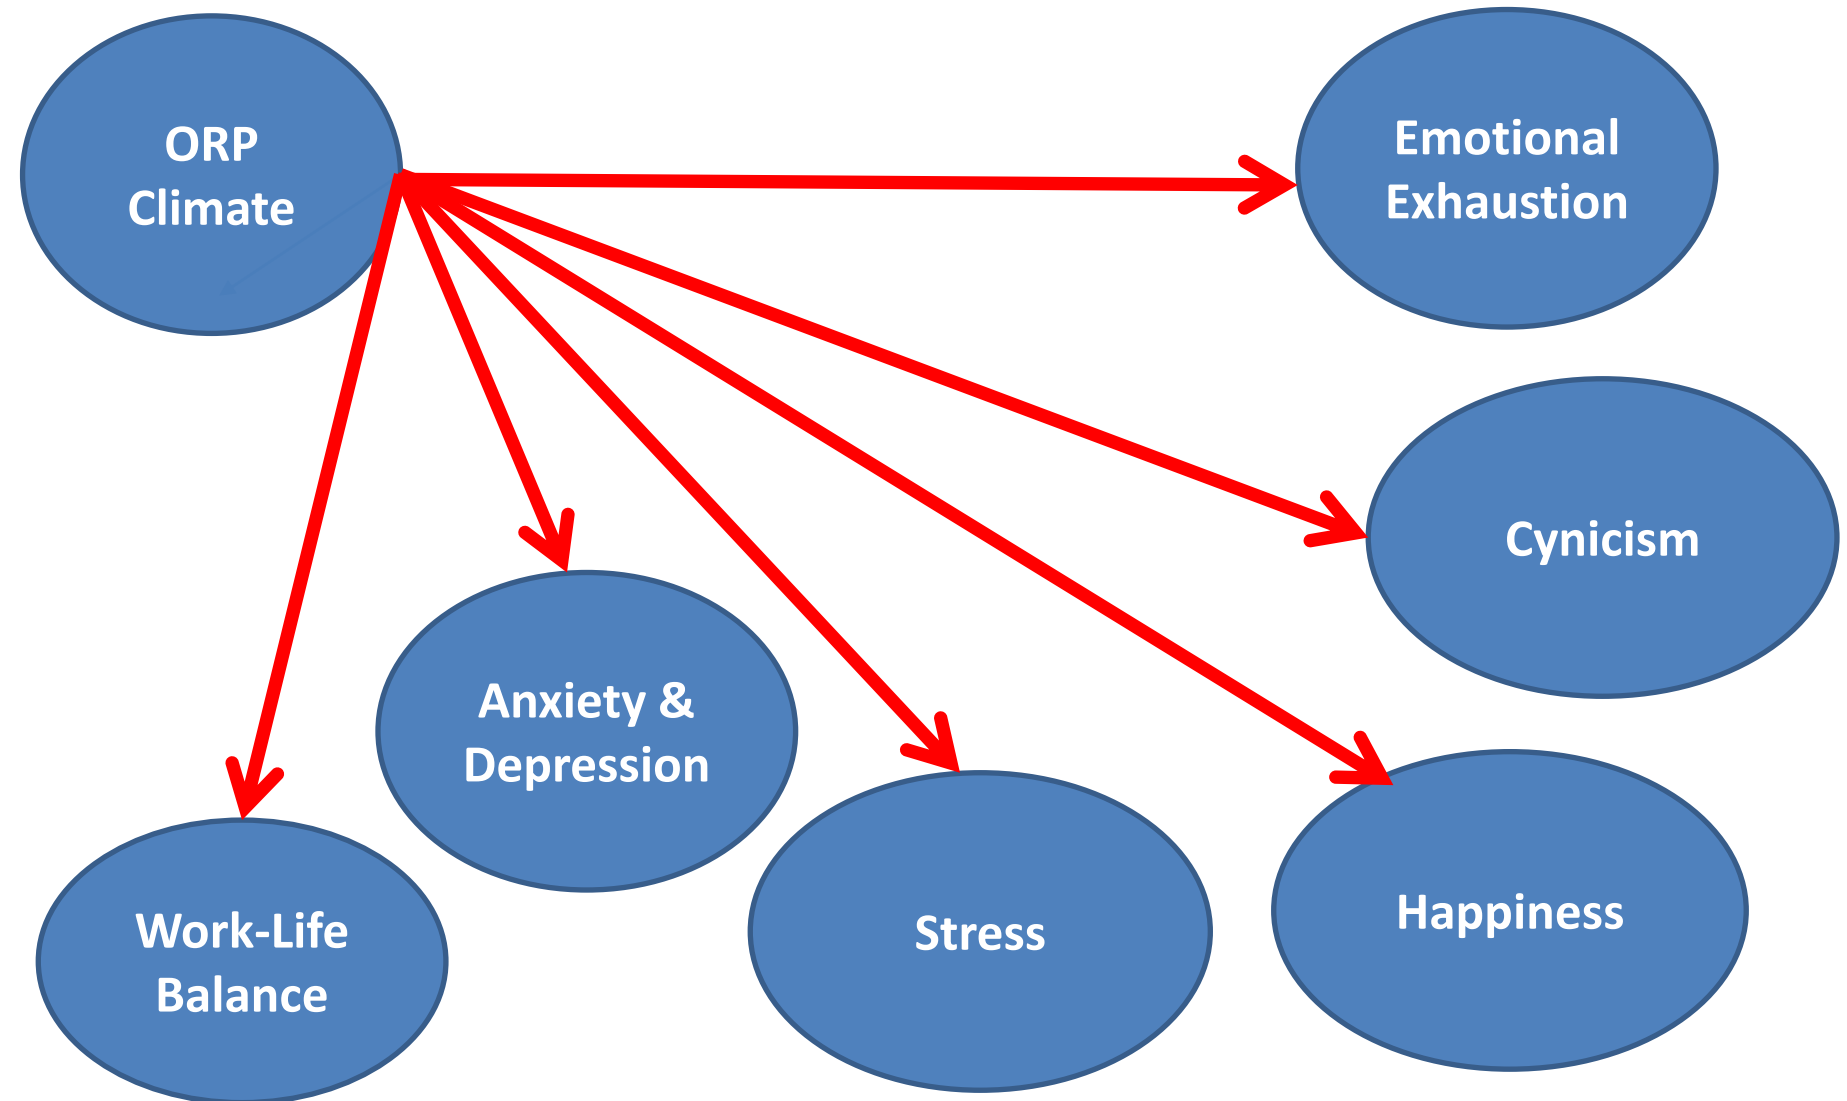 ORP
Climate
Emotional
Exhaustion
Cynicism
Anxiety &
Depression
Happiness
Stress
Work-Life
Balance